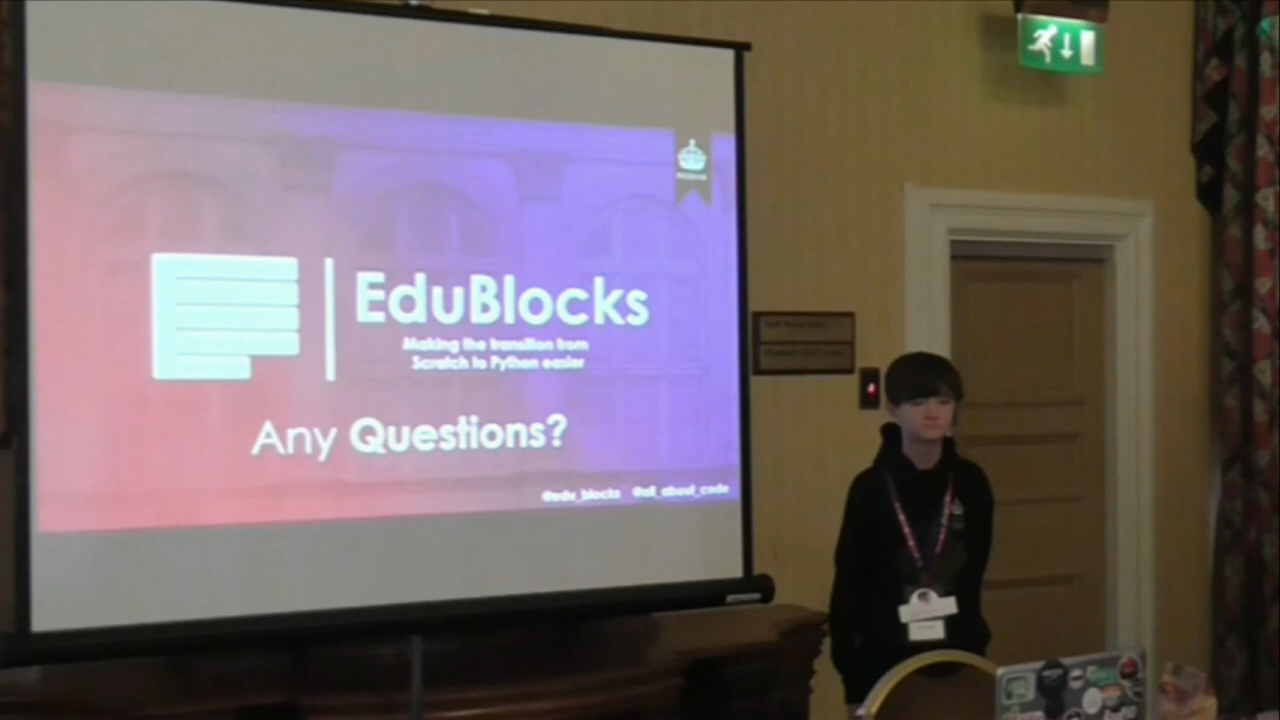 EduBlocks
Making the transition from
Scratch to Python easier
Any Questions?
@edu_blocks @all_about_code